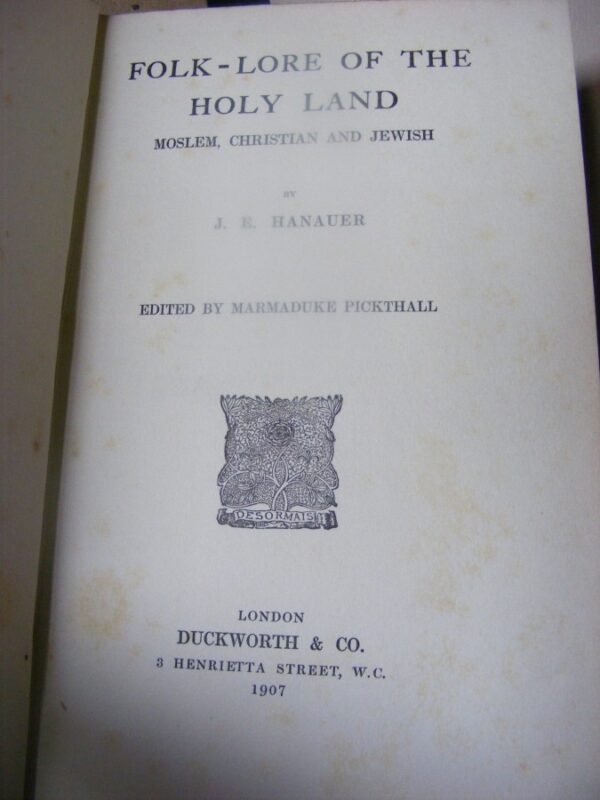 FOLK-LORE OF THE
HOLY LAND
MOSLEM, CHRISTIAN AND JEWISH
BY
J. E. HANAUER
EDITED BY MARMADUKE PICKTHALL
DESORMAIS
LONDON
DUCKWORTH & CO.
3 HENRIETTA STREET, W.C.
1907